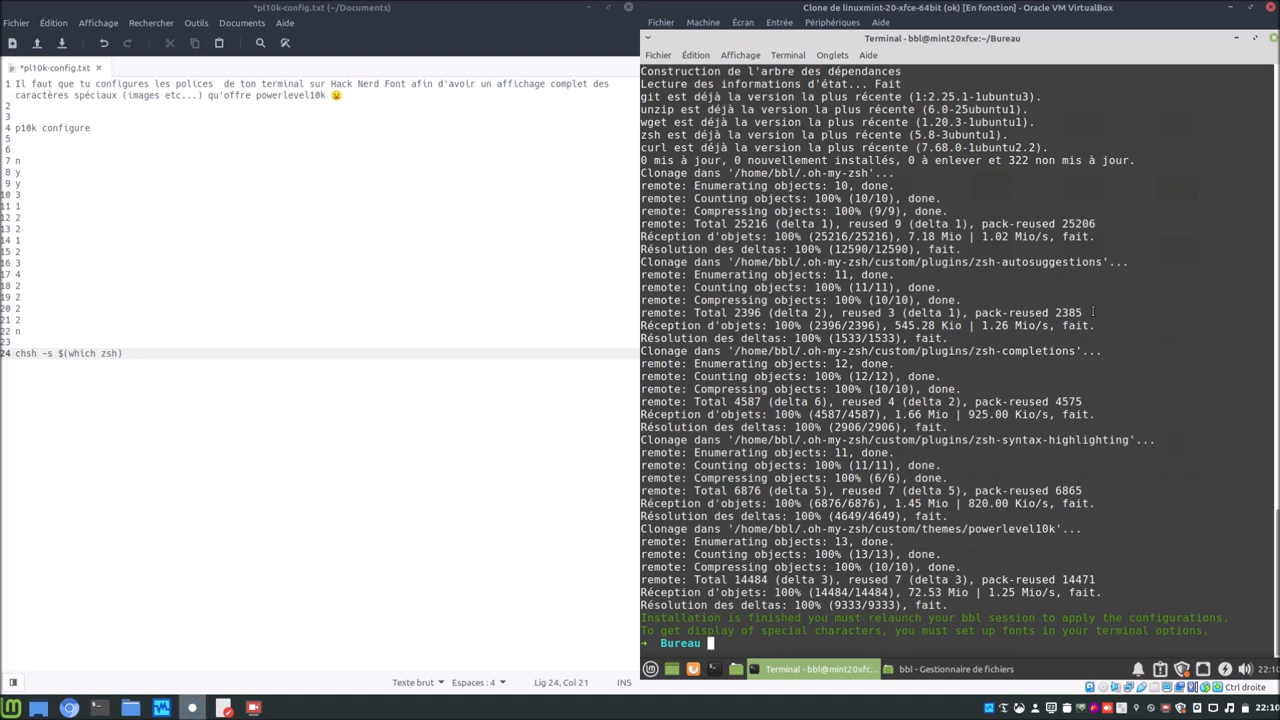 *pl10k-config.txt (~/Documents)
Fichier Édition Affichage Rechercher Outils Documents Aide
*pl10k-config.txt
1 Il faut que tu configures les polices de ton terminal sur Hack Nerd Font afin d'avoir un affichage complet des
caractères spéciaux (images etc...) qu'offre powerlevel10k 😉
2
3
4 p10k configure
5
6
7 n
8 y
9 y
10 3
11 1
12 2
13 2
14 1
15 2
16 3
17 4
18 2
19 2
20 2
21 2
22 n
23
24 chsh -s $(which zsh)
Texte brut Espaces : 4 Lig 24, Col 21 INS
Clone de linuxmint-20-xfce-64bit (ok) [En fonction] - Oracle VM VirtualBox
Fichier Machine Écran Entrée Périphériques Aide
Terminal - bbl@mint20xfce:~/Bureau
Fichier Édition Affichage Terminal Onglets Aide
Construction de l'arbre des dépendances
Lecture des informations d'état... Fait
git est déjà la version la plus récente (1:2.25.1-1ubuntu3).
unzip est déjà la version la plus récente (6.0-25ubuntu1).
wget est déjà la version la plus récente (1.20.3-1ubuntu1).
zsh est déjà la version la plus récente (5.8-3ubuntu1).
curl est déjà la version la plus récente (7.68.0-1ubuntu2.2).
0 mis à jour, 0 nouvellement installés, 0 à enlever et 322 non mis à jour.
Clonage dans '/home/bbl/.oh-my-zsh'...
remote: Enumerating objects: 10, done.
remote: Counting objects: 100% (10/10), done.
remote: Compressing objects: 100% (9/9), done.
remote: Total 25216 (delta 1), reused 9 (delta 1), pack-reused 25206
Réception d'objets: 100% (25216/25216), 7.18 Mio | 1.02 Mio/s, fait.
Résolution des deltas: 100% (12590/12590), fait.
Clonage dans '/home/bbl/.oh-my-zsh/custom/plugins/zsh-autosuggestions'...
remote: Enumerating objects: 11, done.
remote: Counting objects: 100% (11/11), done.
remote: Compressing objects: 100% (10/10), done.
remote: Total 2396 (delta 2), reused 3 (delta 1), pack-reused 2385
Réception d'objets: 100% (2396/2396), 545.28 Kio | 1.26 Mio/s, fait.
Résolution des deltas: 100% (1533/1533), fait.
Clonage dans '/home/bbl/.oh-my-zsh/custom/plugins/zsh-completions'...
remote: Enumerating objects: 12, done.
remote: Counting objects: 100% (12/12), done.
remote: Compressing objects: 100% (10/10), done.
remote: Total 4587 (delta 6), reused 4 (delta 2), pack-reused 4575
Réception d'objets: 100% (4587/4587), 1.66 Mio | 925.00 Kio/s, fait.
Résolution des deltas: 100% (2906/2906), fait.
Clonage dans '/home/bbl/.oh-my-zsh/custom/plugins/zsh-syntax-highlighting'...
remote: Enumerating objects: 11, done.
remote: Counting objects: 100% (11/11), done.
remote: Compressing objects: 100% (6/6), done.
remote: Total 6876 (delta 5), reused 7 (delta 5), pack-reused 6865
Réception d'objets: 100% (6876/6876), 1.45 Mio | 820.00 Kio/s, fait.
Résolution des deltas: 100% (4649/4649), fait.
Clonage dans '/home/bbl/.oh-my-zsh/custom/themes/powerlevel10k'...
remote: Enumerating objects: 13, done.
remote: Counting objects: 100% (13/13), done.
remote: Compressing objects: 100% (10/10), done.
remote: Total 14484 (delta 3), reused 7 (delta 3), pack-reused 14471
Réception d'objets: 100% (14484/14484), 72.53 Mio | 1.25 Mio/s, fait.
Résolution des deltas: 100% (9333/9333), fait.
Installation is finished you must relaunch your bbl session to apply the configurations.
To get display of special characters, you must set up fonts in your terminal options.
→ Bureau
Terminal - bbl@mint20xfc... bbl - Gestionnaire de fichiers 22:10
Ctrl droite
22:10